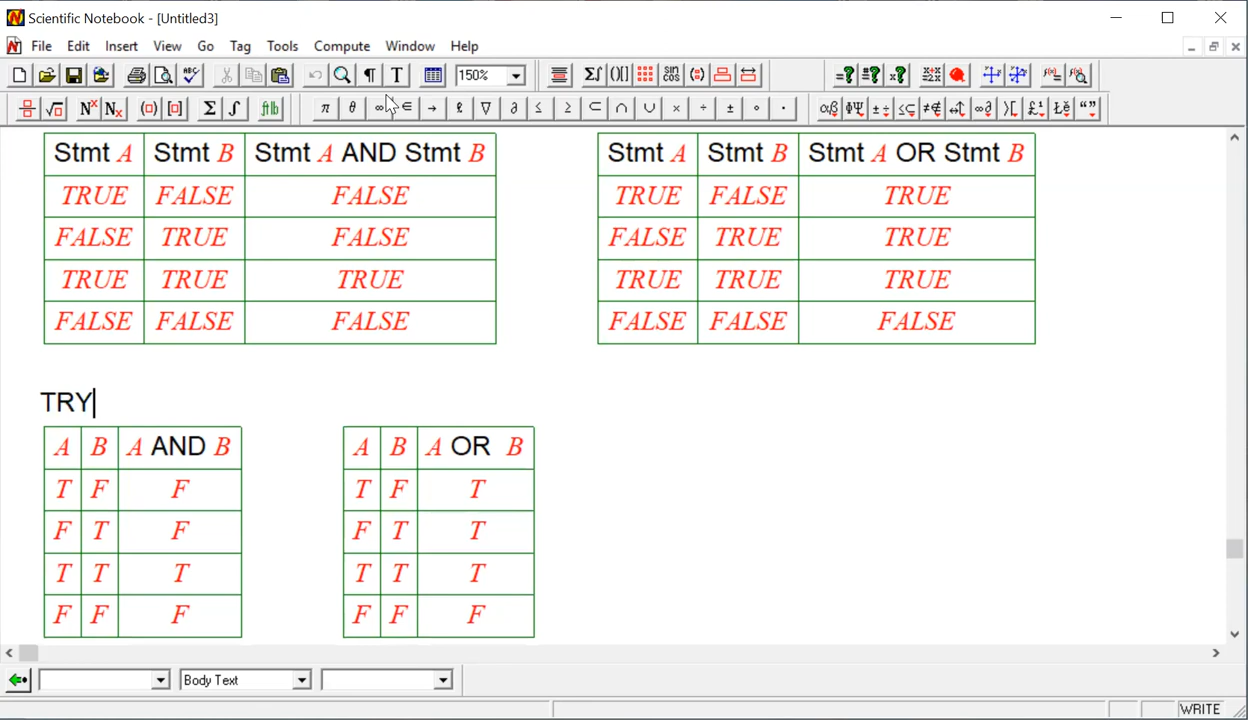 Scientific Notebook - [Untitled3]
File Edit Insert View Go Tag Tools Compute Window Help
150%
Stmt A Stmt B Stmt A AND Stmt B Stmt A Stmt B Stmt A OR Stmt B
TRUE FALSE FALSE TRUE FALSE TRUE
FALSE TRUE FALSE FALSE TRUE TRUE
TRUE TRUE TRUE TRUE TRUE TRUE
FALSE FALSE FALSE FALSE FALSE FALSE
TRY
A B A AND B A B A OR B
T F F T F T
F T F F T T
T T T T T T
F F F F F F
Body Text
WRITE